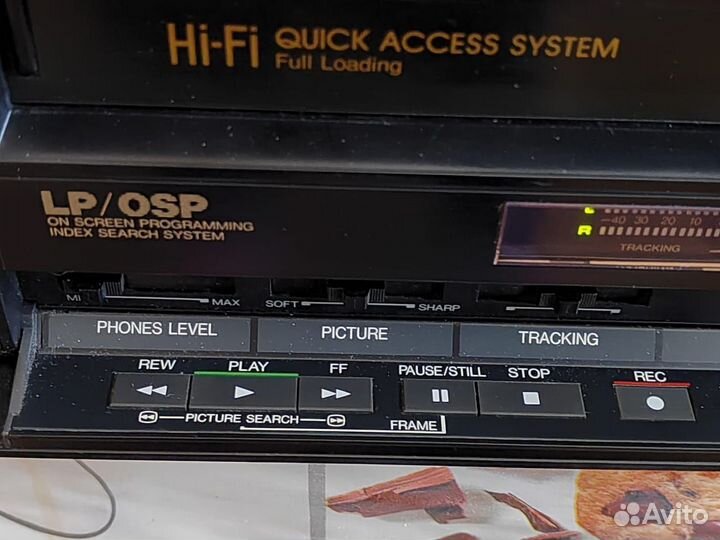 Hi-Fi QUICK ACCESS SYSTEM
Full Loading
LP/OSP
ON SCREEN PROGRAMMING
INDEX SEARCH SYSTEM
L
-40 30 20 10
R
TRACKING
MI MAX SOFT SHARP
PHONES LEVEL PICTURE TRACKING
REW PLAY FF PAUSE/STILL STOP REC
PICTURE SEARCH
FRAME
Avito